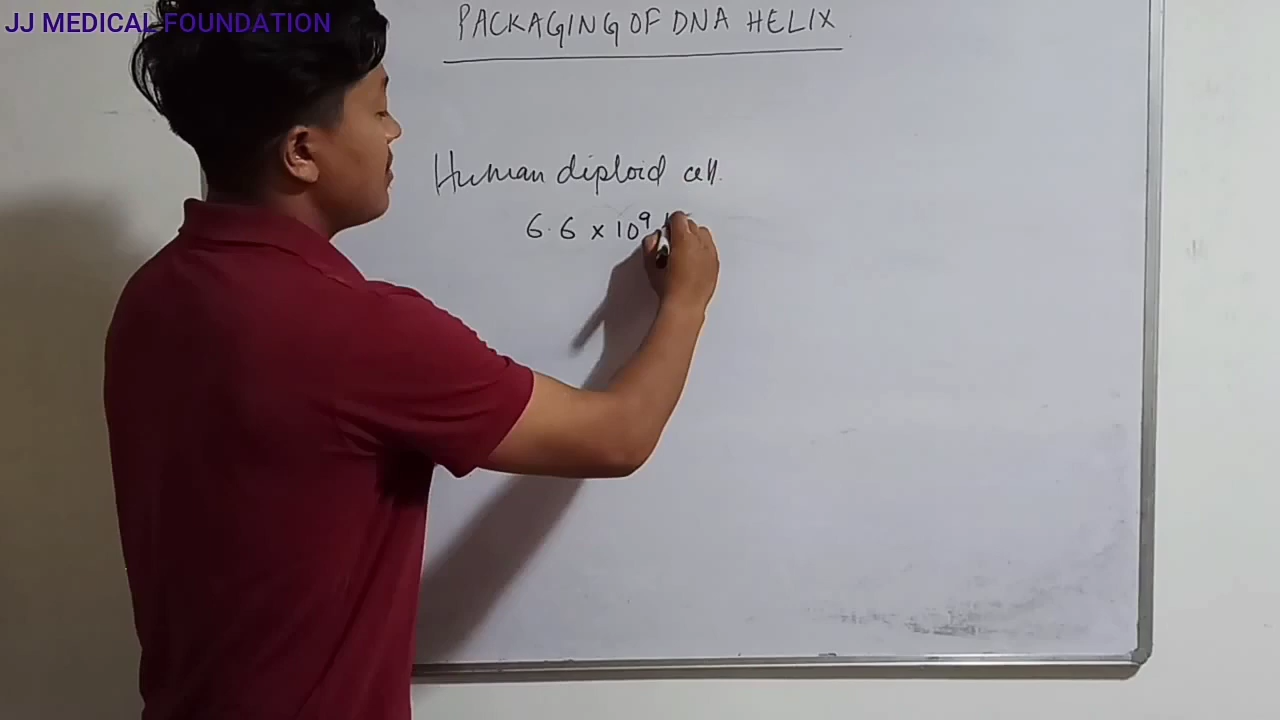 JJ MEDICAL FOUNDATION
PACKAGING OF DNA HELIX
Human diploid cell.
6.6 x 10⁹